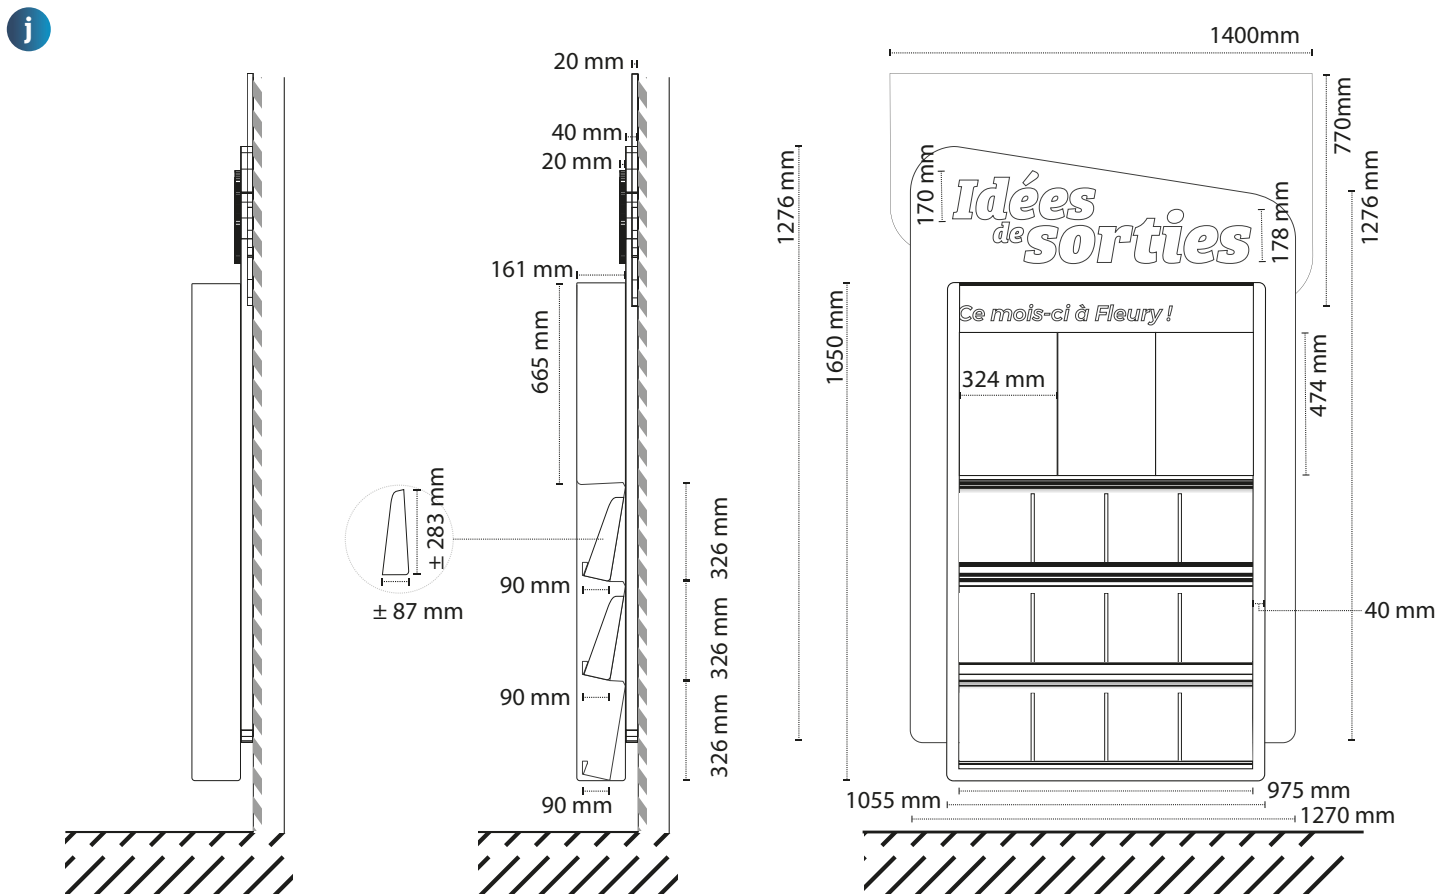 j
1400mm
20 mm
770mm
40 mm
20 mm
1276 mm
170 mm
Idées
de sorties
178 mm
1276 mm
161 mm
665 mm
1650 mm
Ce mois-ci à Fleury !
324 mm
474 mm
± 283 mm
± 87 mm
90 mm
326 mm
326 mm
40 mm
90 mm
326 mm
90 mm
975 mm
1055 mm
1270 mm